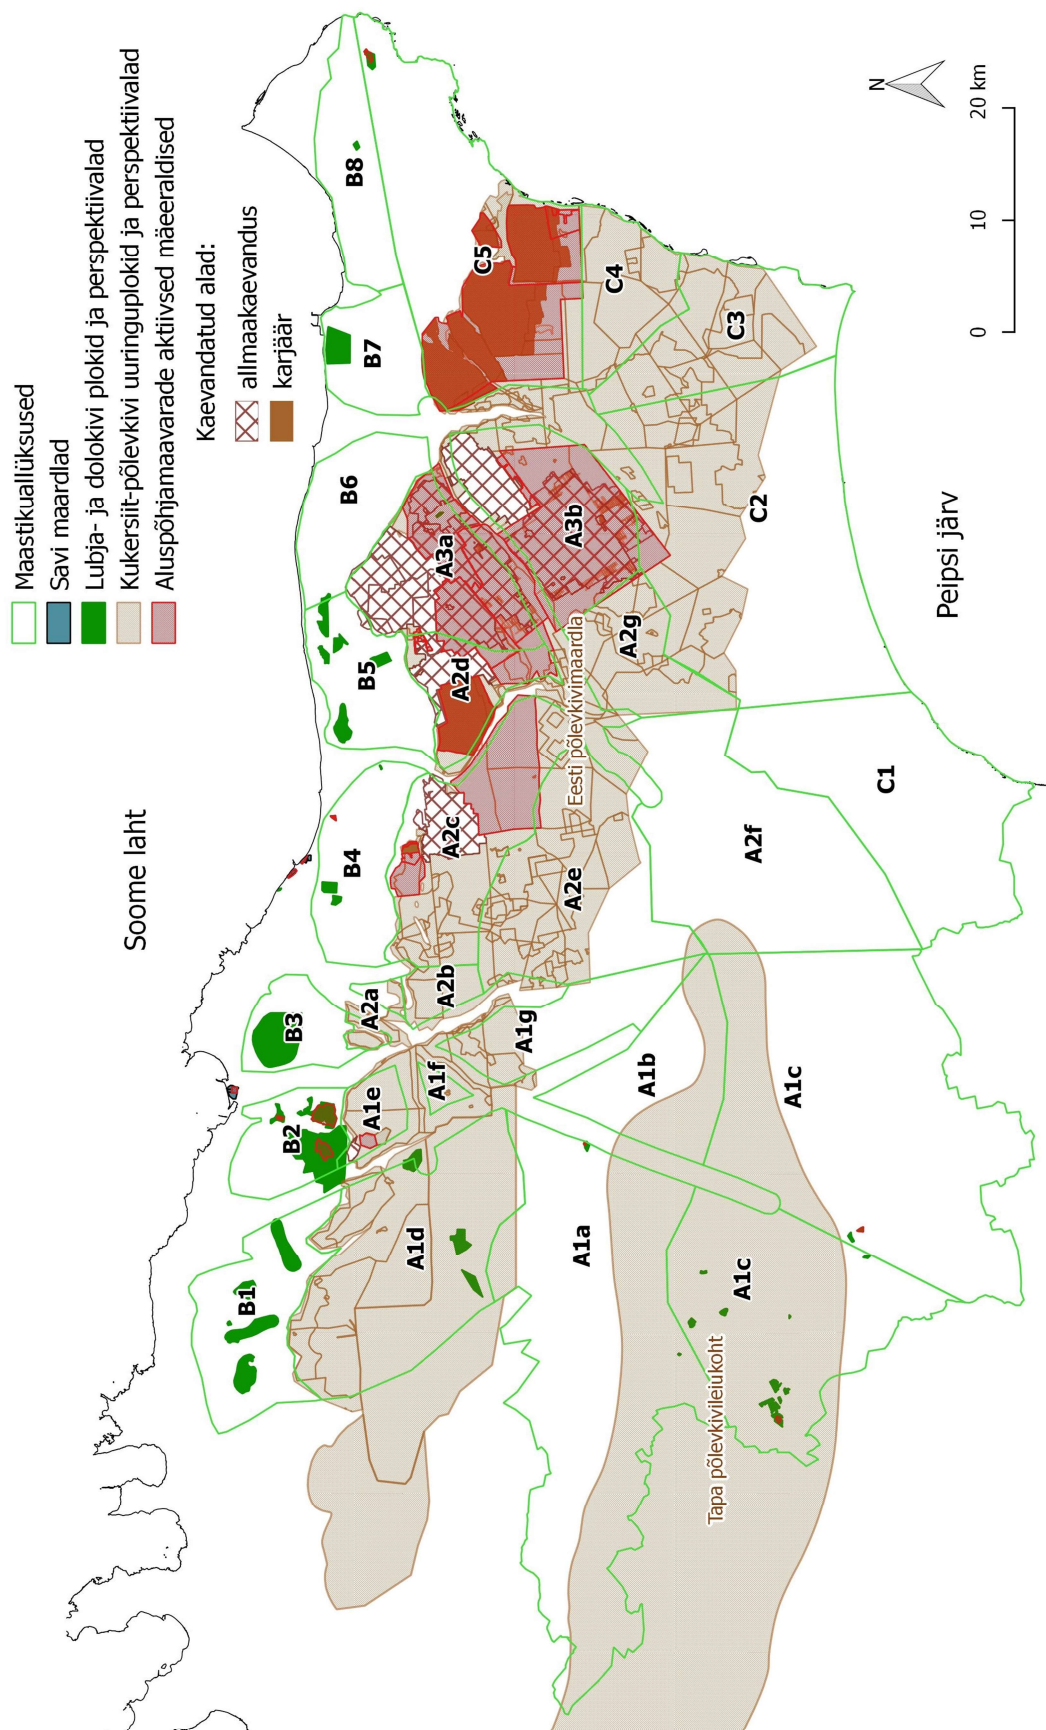 Maastikuallüksused
Savi maardlad
Lubja- ja dolokivi plokid ja perspektiivalad
Kukersiit-põlevkivi uuringuplokid ja perspektiivalad
Aluspõhjamaavarade aktiivsed mäeeraldised
Kaevandatud alad:
allmaakaevandus
karjäär
Soome laht
Peipsi järv
Eesti põlevkivimaardla
Tapa põlevkivileiukoht
B1
B2
B3
B4
B5
B6
B7
B8
A1a
A1b
A1c
A1c
A1d
A1e
A1f
A1g
A2a
A2b
A2c
A2d
A2e
A2f
A2g
A3a
A3b
C1
C2
C3
C4
C5
N
0 10 20 km